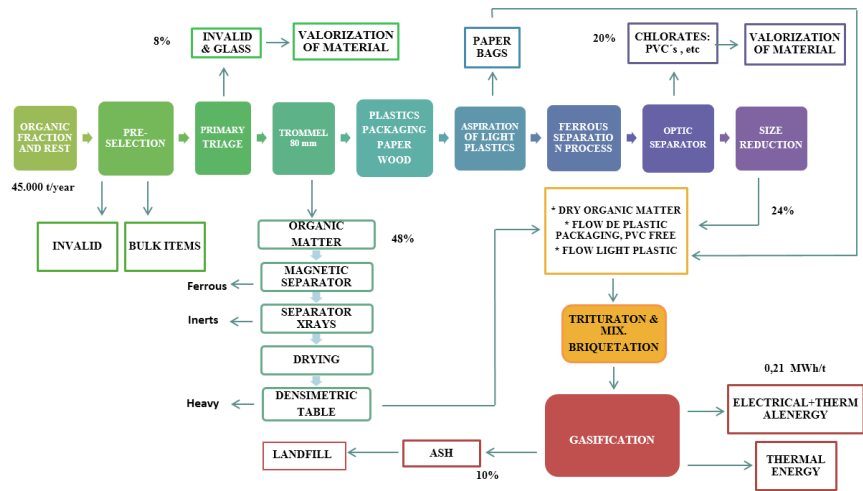 8%
INVALID
& GLASS
VALORIZATION
OF MATERIAL
PAPER
BAGS
20%
CHLORATES:
PVC´s , etc
VALORIZATION
OF MATERIAL
ORGANIC
FRACTION
AND REST
PRE-
SELECTION
PRIMARY
TRIAGE
TROMMEL
80 mm
PLASTICS
PACKAGING
PAPER
WOOD
ASPIRATION
OF LIGHT
PLASTICS
FERROUS
SEPARATIO
N PROCESS
OPTIC
SEPARATOR
SIZE
REDUCTION
45.000 t/year
INVALID
BULK ITEMS
ORGANIC
MATTER
48%
MAGNETIC
SEPARATOR
Ferrous
SEPARATOR
XRAYS
Inerts
DRYING
DENSIMETRIC
TABLE
Heavy
* DRY ORGANIC MATTER
* FLOW DE PLASTIC
PACKAGING, PVC FREE
* FLOW LIGHT PLASTIC
24%
TRITURATON &
MIX.
BRIQUETATION
0,21 MWh/t
GASIFICATION
ELECTRICAL+THERM
ALENERGY
THERMAL
ENERGY
LANDFILL
ASH
10%